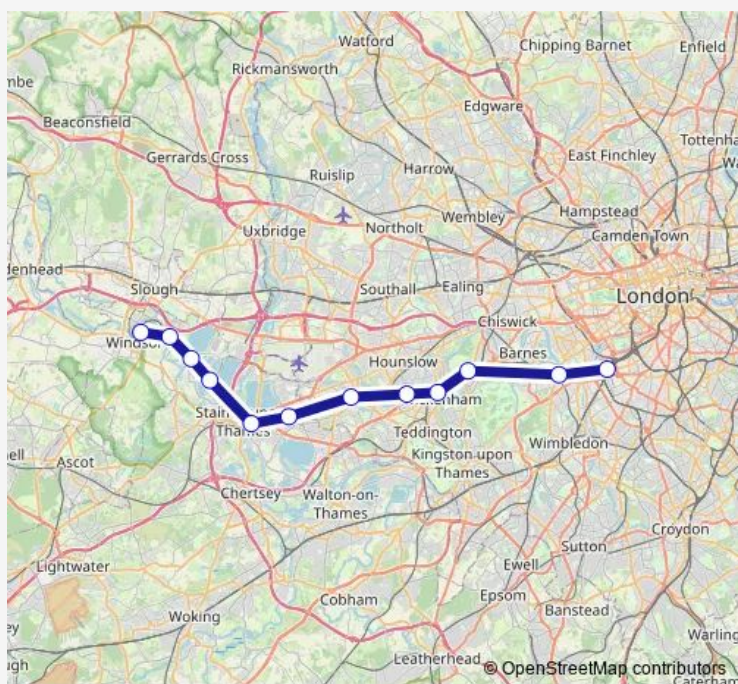 Watford
Chipping Barnet
Enfield
Rickmansworth
Edgware
Beaconsfield
Gerrards Cross
East Finchley
Ruislip
Harrow
Hampstead
Wembley
Uxbridge
Northolt
Camden Town
Slough
Southall
Ealing
London
Chiswick
Windsor
Hounslow
Barnes
Thames
Teddington
Wimbledon
Kingston upon
Thames
Ascot
Chertsey
Walton-on-
Thames
Croydon
Sutton
Lightwater
Ewell
Epsom
Cobham
Banstead
Woking
Leatherhead
© OpenStreetMap contributors